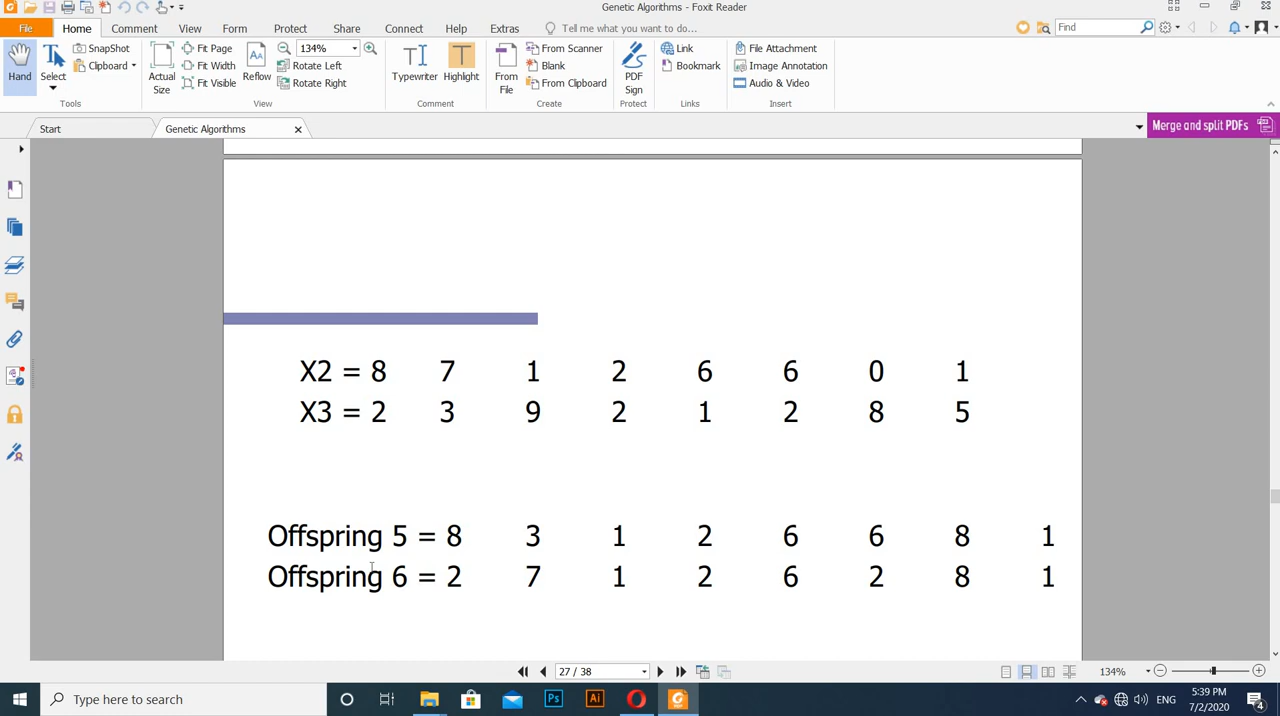 Genetic Algorithms - Foxit Reader
File Home Comment View Form Protect Share Connect Help Extras Tell me what you want to do... Find
Hand
Select
SnapShot
Clipboard
Tools
Actual Size
Fit Page
Fit Width
Fit Visible
Reflow
134%
Rotate Left
Rotate Right
View
Typewriter
Highlight
Comment
From File
From Scanner
Blank
From Clipboard
Create
PDF Sign
Protect
Link
Bookmark
Links
File Attachment
Image Annotation
Audio & Video
Insert
Start
Genetic Algorithms
Merge and split PDFs
X2 = 8 7 1 2 6 6 0 1
X3 = 2 3 9 2 1 2 8 5
Offspring 5 = 8 3 1 2 6 6 8 1
Offspring 6 = 2 7 1 2 6 2 8 1
27 / 38
134%
Type here to search
Ps
Ai
ENG
5:39 PM
7/2/2020
4